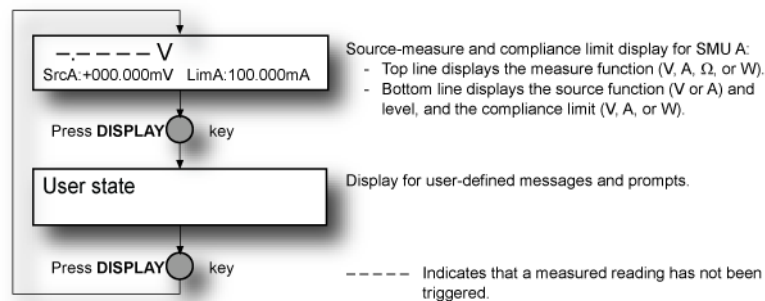 –.– – – – V
SrcA:+000.000mV LimA:100.000mA
Source-measure and compliance limit display for SMU A:
- Top line displays the measure function (V, A, Ω, or W).
- Bottom line displays the source function (V or A) and
level, and the compliance limit (V, A, or W).
Press DISPLAY key
User state
Display for user-defined messages and prompts.
Press DISPLAY key
– – – – – Indicates that a measured reading has not been
triggered.